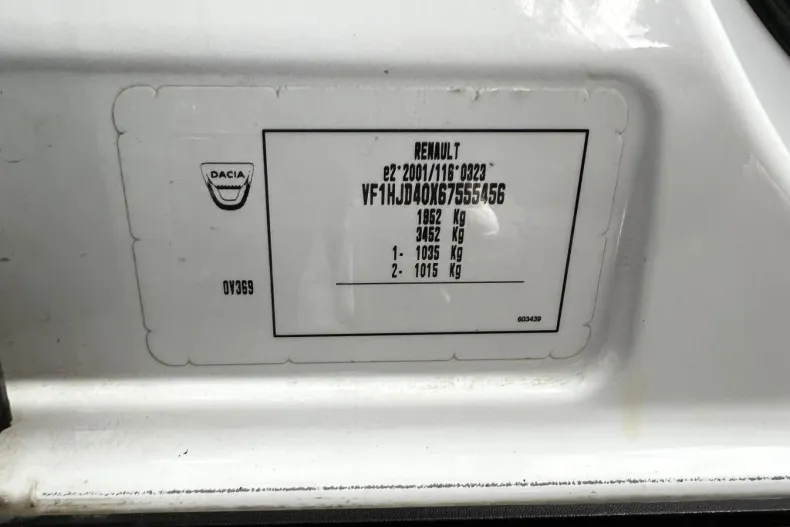 RENAULT
e2*2001/116*0323*
VF1HJD40X67555456
1862 Kg
3452 Kg
1- 1035 Kg
2- 1015 Kg
DACIA
0V369
603439